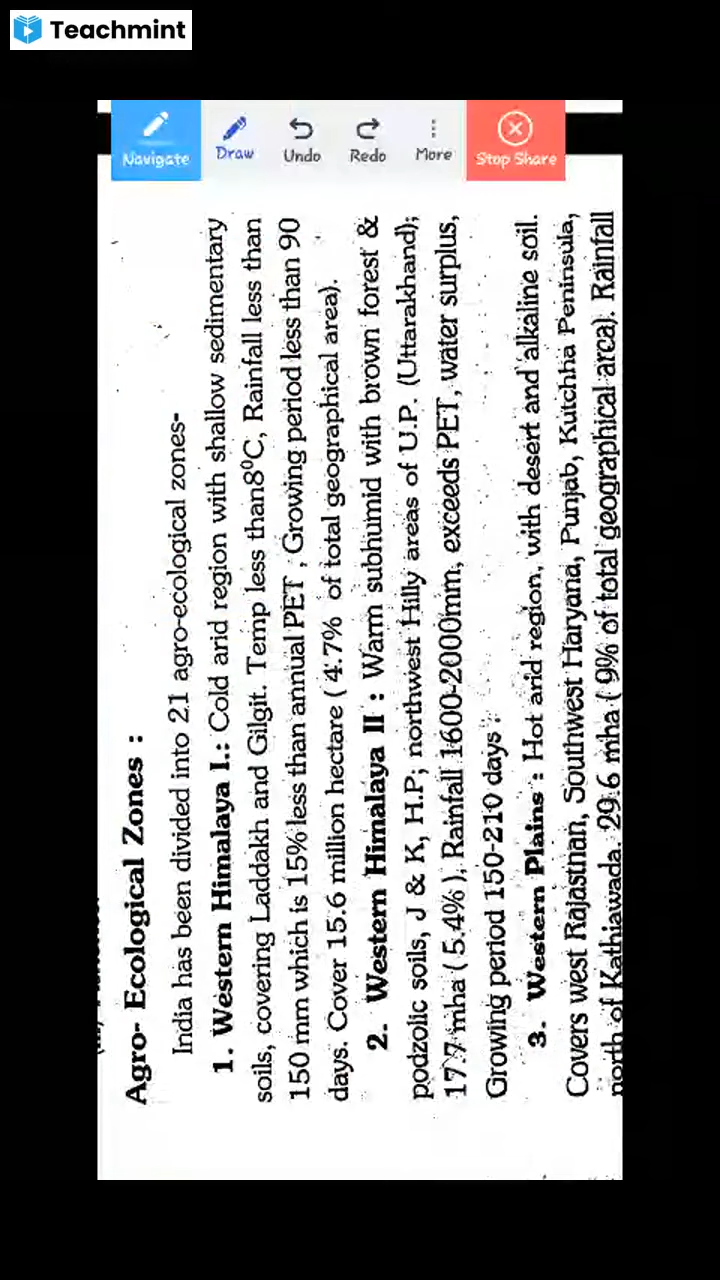 Teachmint
Navigate
Draw
Undo
Redo
More
Stop Share
Agro- Ecological Zones :
India has been divided into 21 agro-ecological zones-
1. Western Himalaya I.: Cold arid region with shallow sedimentary
soils, covering Laddakh and Gilgit. Temp less than8⁰C, Rainfall less than
150 mm which is 15% less than annual PET , Growing period less than 90
days. Cover 15.6 million hectare ( 4.7% of total geographical area).
2. Western Himalaya II : Warm subhumid with brown forest &
podzolic soils, J & K, H.P; northwest Hilly areas of U.P. (Uttarakhand);
17.7 mha ( 5.4% ), Rainfall 1600-2000mm, exceeds PET, water surplus,
Growing period 150-210 days .
3. Western Plains : Hot arid region, with desert and alkaline soil.
Covers west Rajasthan, Southwest Haryana, Punjab, Kutchha Peninsula,
north of Kathiawada. 29.6 mha ( 9% of total geographical area). Rainfall